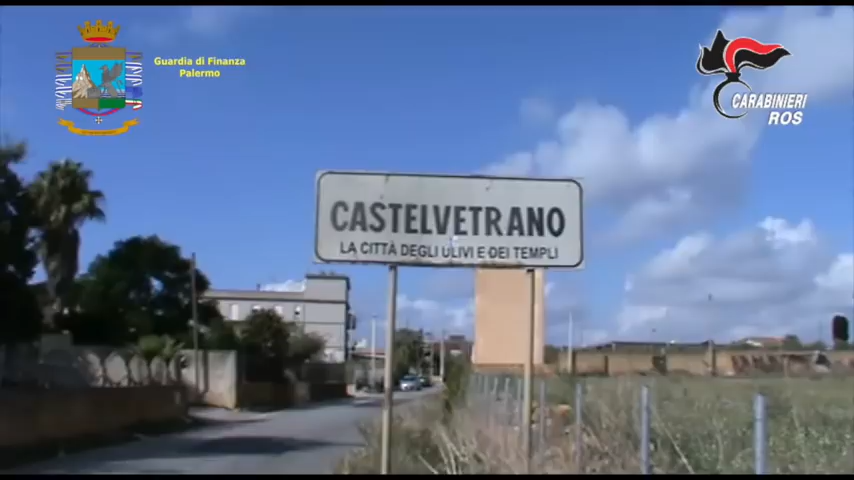 Guardia di Finanza
Palermo
CARABINIERI
ROS
CASTELVETRANO
LA CITTÀ DEGLI ULIVI E DEI TEMPLI